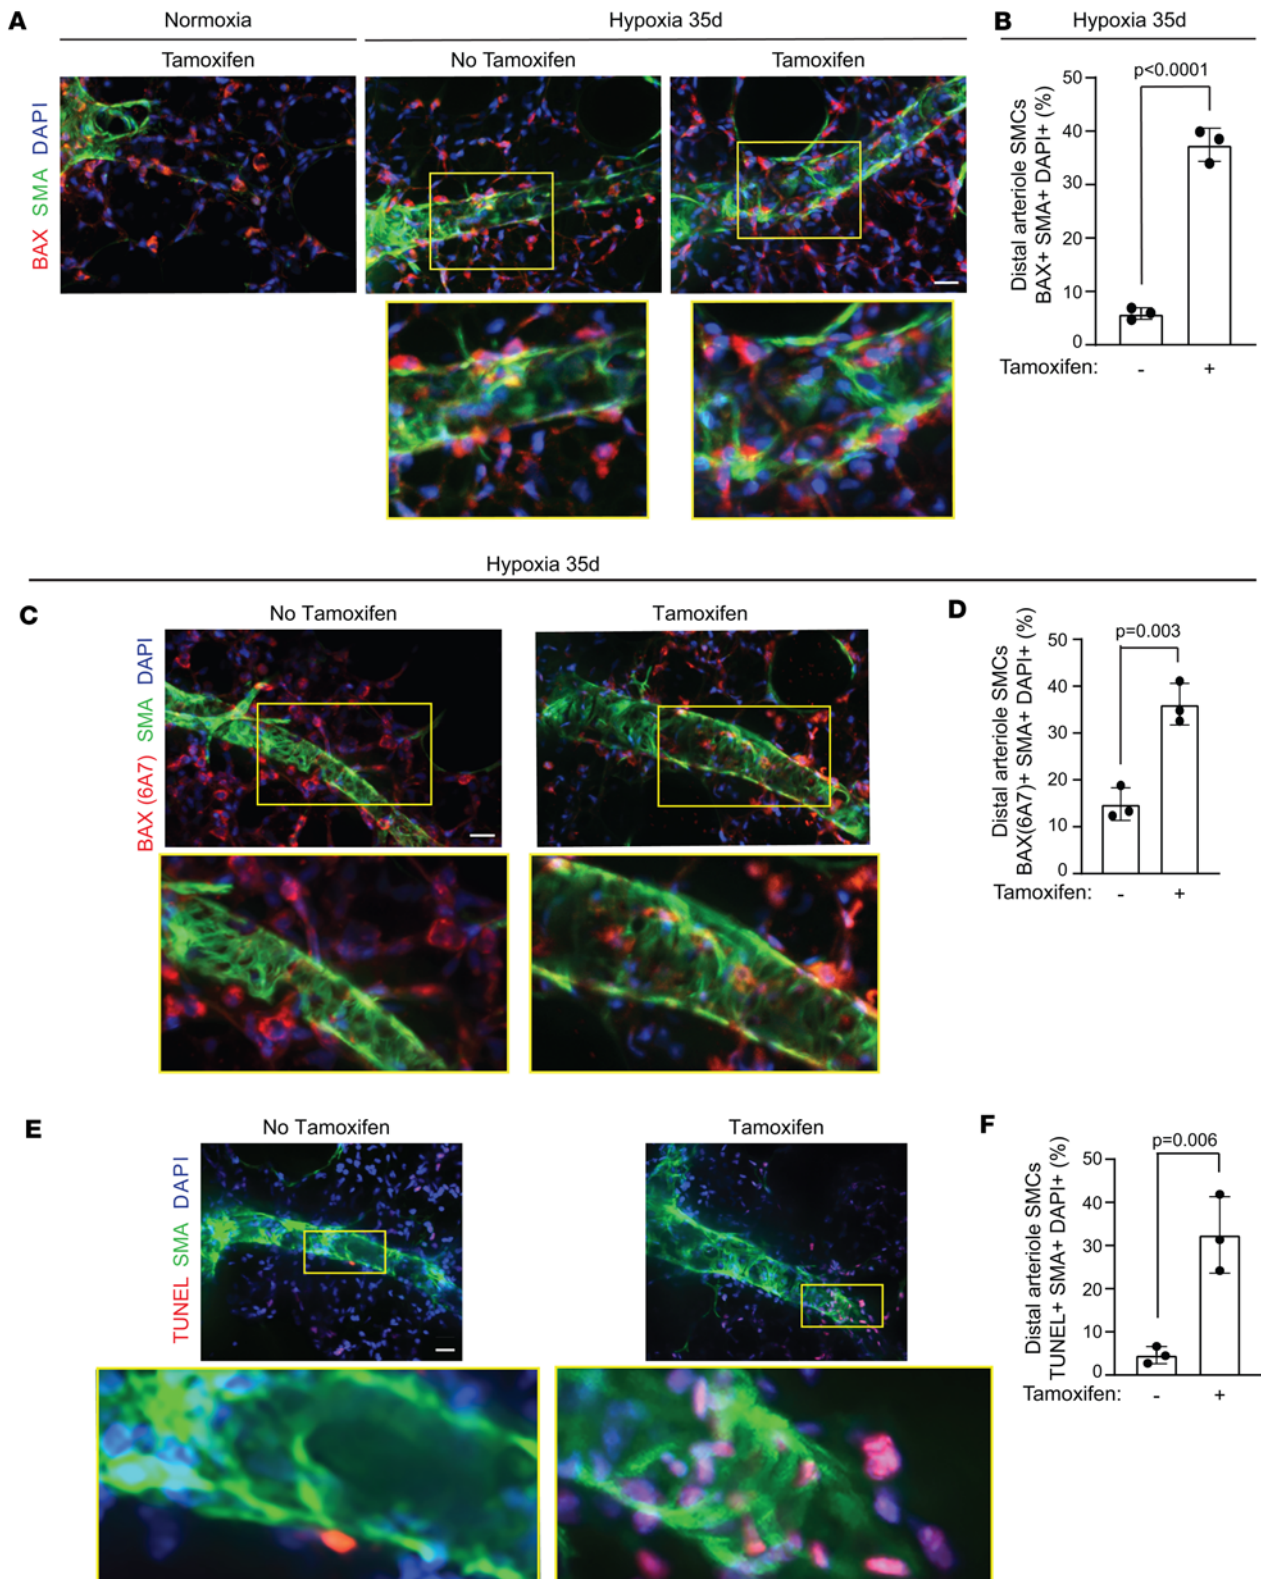 A
Normoxia
Hypoxia 35d
Tamoxifen
No Tamoxifen
Tamoxifen
BAX SMA DAPI
B
Hypoxia 35d
p<0.0001
Distal arteriole SMCs
BAX+ SMA+ DAPI+ (%)
50
40
30
20
10
0
Tamoxifen: - +
Hypoxia 35d
C
No Tamoxifen
Tamoxifen
BAX (6A7) SMA DAPI
D
p=0.003
Distal arteriole SMCs
BAX(6A7)+ SMA+ DAPI+ (%)
50
40
30
20
10
0
Tamoxifen: - +
E
No Tamoxifen
Tamoxifen
TUNEL SMA DAPI
F
p=0.006
Distal arteriole SMCs
TUNEL+ SMA+ DAPI+ (%)
50
40
30
20
10
0
Tamoxifen: - +